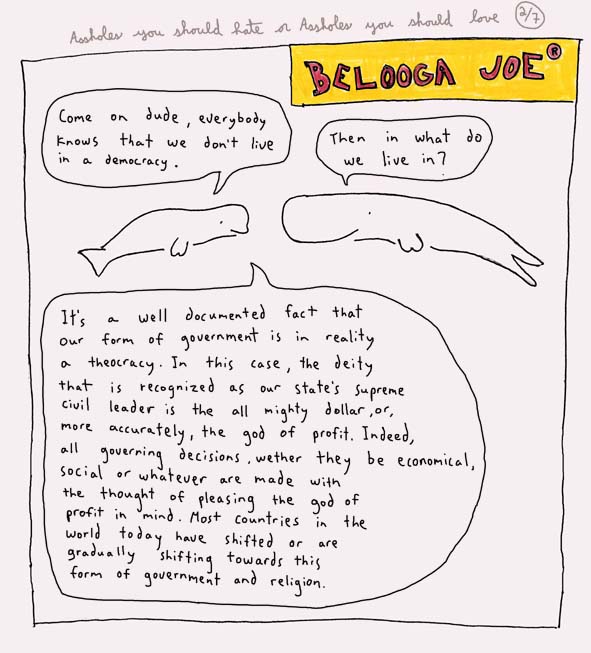 Assholes you should hate or Assholes you should love 2/7
BELOOGA JOE®
Come on dude, everybody
knows that we don't live
in a democracy.
Then in what do
we live in?
It's a well documented fact that
our form of government is in reality
a theocracy. In this case, the deity
that is recognized as our state's supreme
civil leader is the all mighty dollar, or,
more accurately, the god of profit. Indeed,
all governing decisions, wether they be economical,
social or whatever are made with
the thought of pleasing the god of
profit in mind. Most countries in the
world today have shifted or are
gradually shifting towards this
form of government and religion.